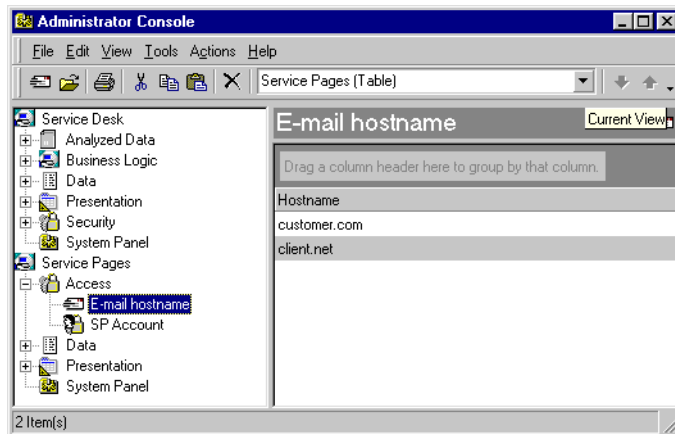 Administrator Console
File Edit View Tools Actions Help
Service Pages (Table)
Service Desk
Analyzed Data
Business Logic
Data
Presentation
Security
System Panel
Service Pages
Access
E-mail hostname
SP Account
Data
Presentation
System Panel
E-mail hostname
Current View
Drag a column header here to group by that column.
Hostname
customer.com
client.net
2 Item(s)